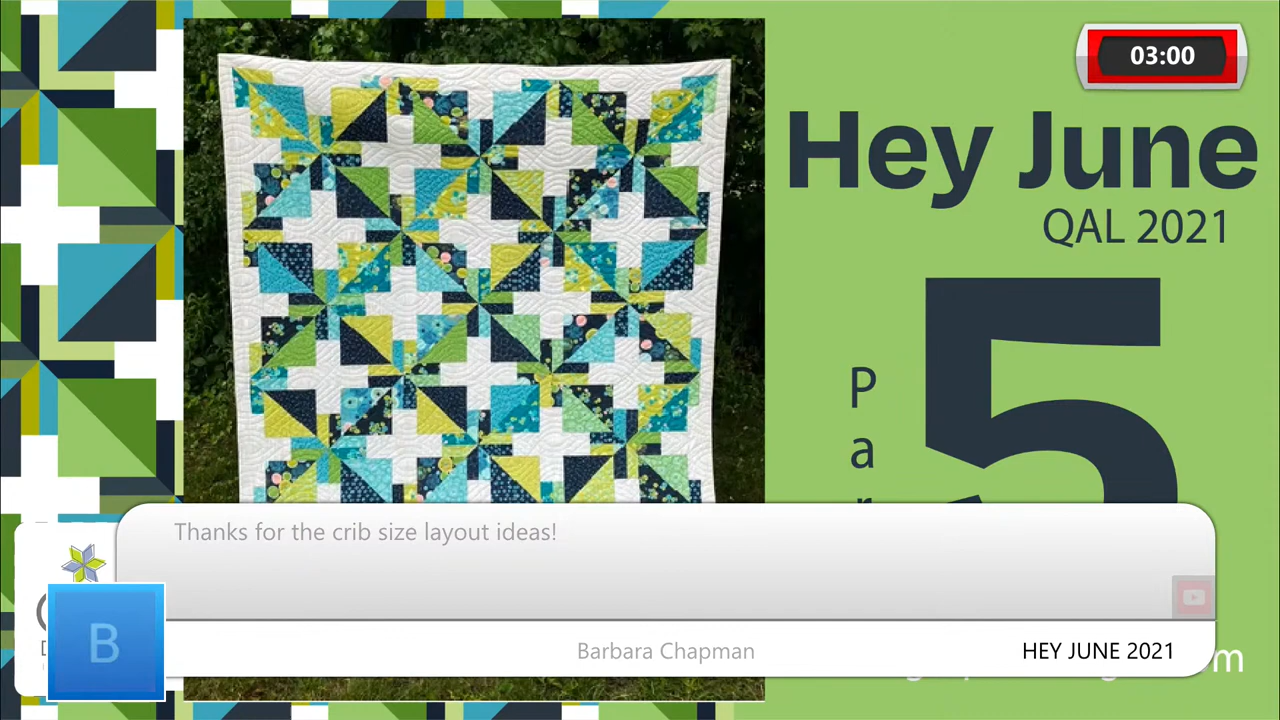 03:00
Hey June
QAL 2021
5
P
a
Thanks for the crib size layout ideas!
B
Barbara Chapman
HEY JUNE 2021